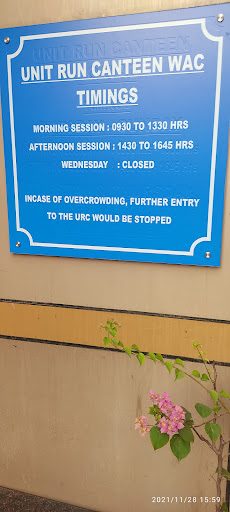 UNIT RUN CANTEEN WAC
TIMINGS
MORNING SESSION : 0930 TO 1330 HRS
AFTERNOON SESSION : 1430 TO 1645 HRS
WEDNESDAY : CLOSED
INCASE OF OVERCROWDING, FURTHER ENTRY
TO THE URC WOULD BE STOPPED
2021/11/28 15:59